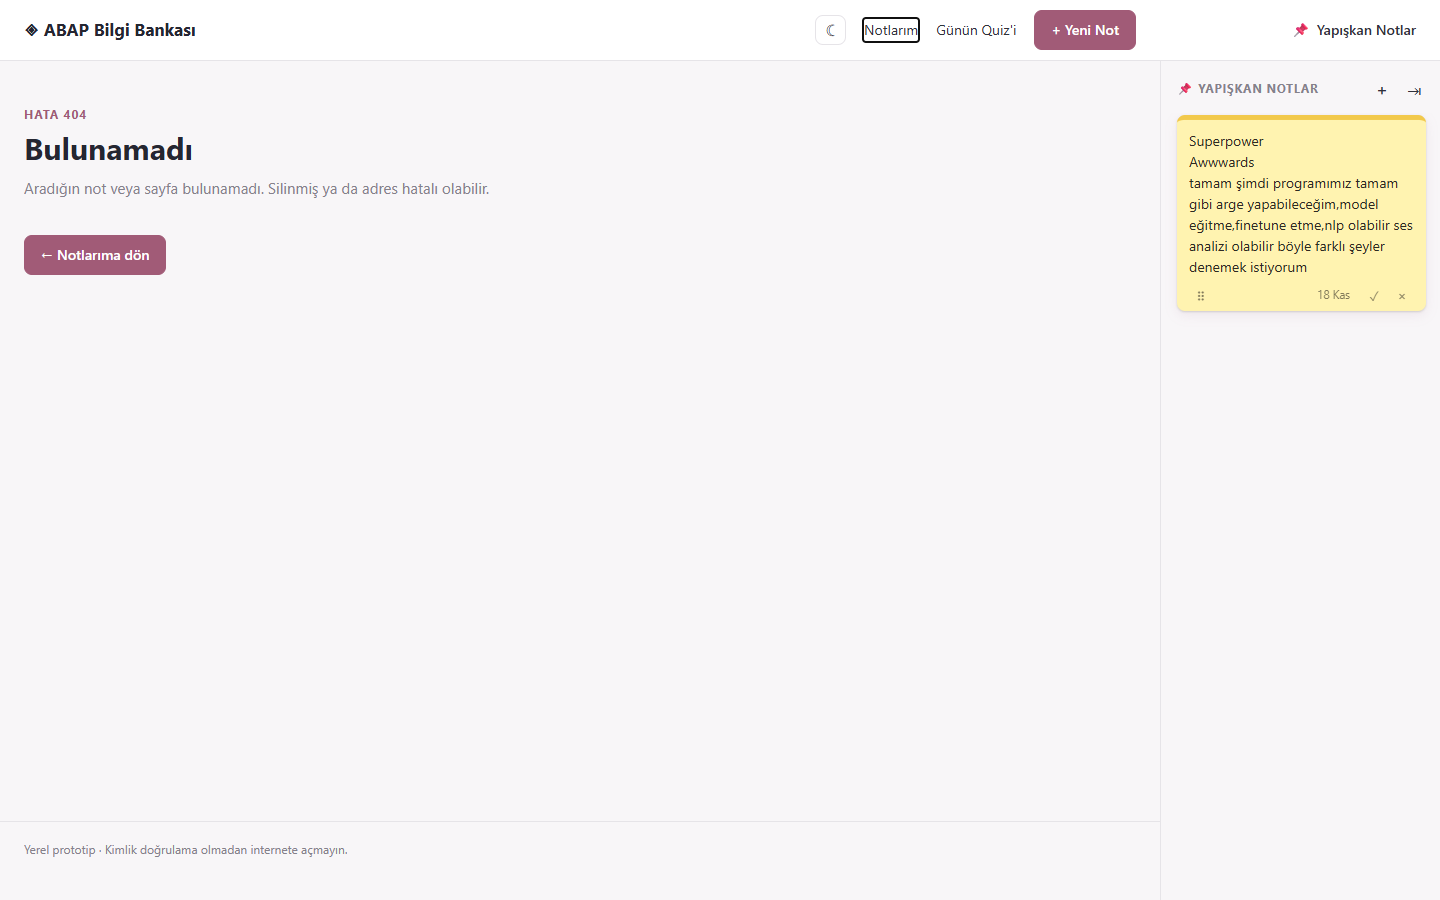 ◈ ABAP Bilgi Bankası
☾ Notlarım Günün Quiz'i + Yeni Not 📌 Yapışkan Notlar
HATA 404
Bulunamadı
Aradığın not veya sayfa bulunamadı. Silinmiş ya da adres hatalı olabilir.
← Notlarıma dön
📌 YAPIŞKAN NOTLAR + ⇥
Superpower
Awwwards
tamam şimdi programımız tamam
gibi arge yapabileceğim,model
eğitme,finetune etme,nlp olabilir ses
analizi olabilir böyle farklı şeyler
denemek istiyorum
⠿ 18 Kas ✓ ×
Yerel prototip · Kimlik doğrulama olmadan internete açmayın.